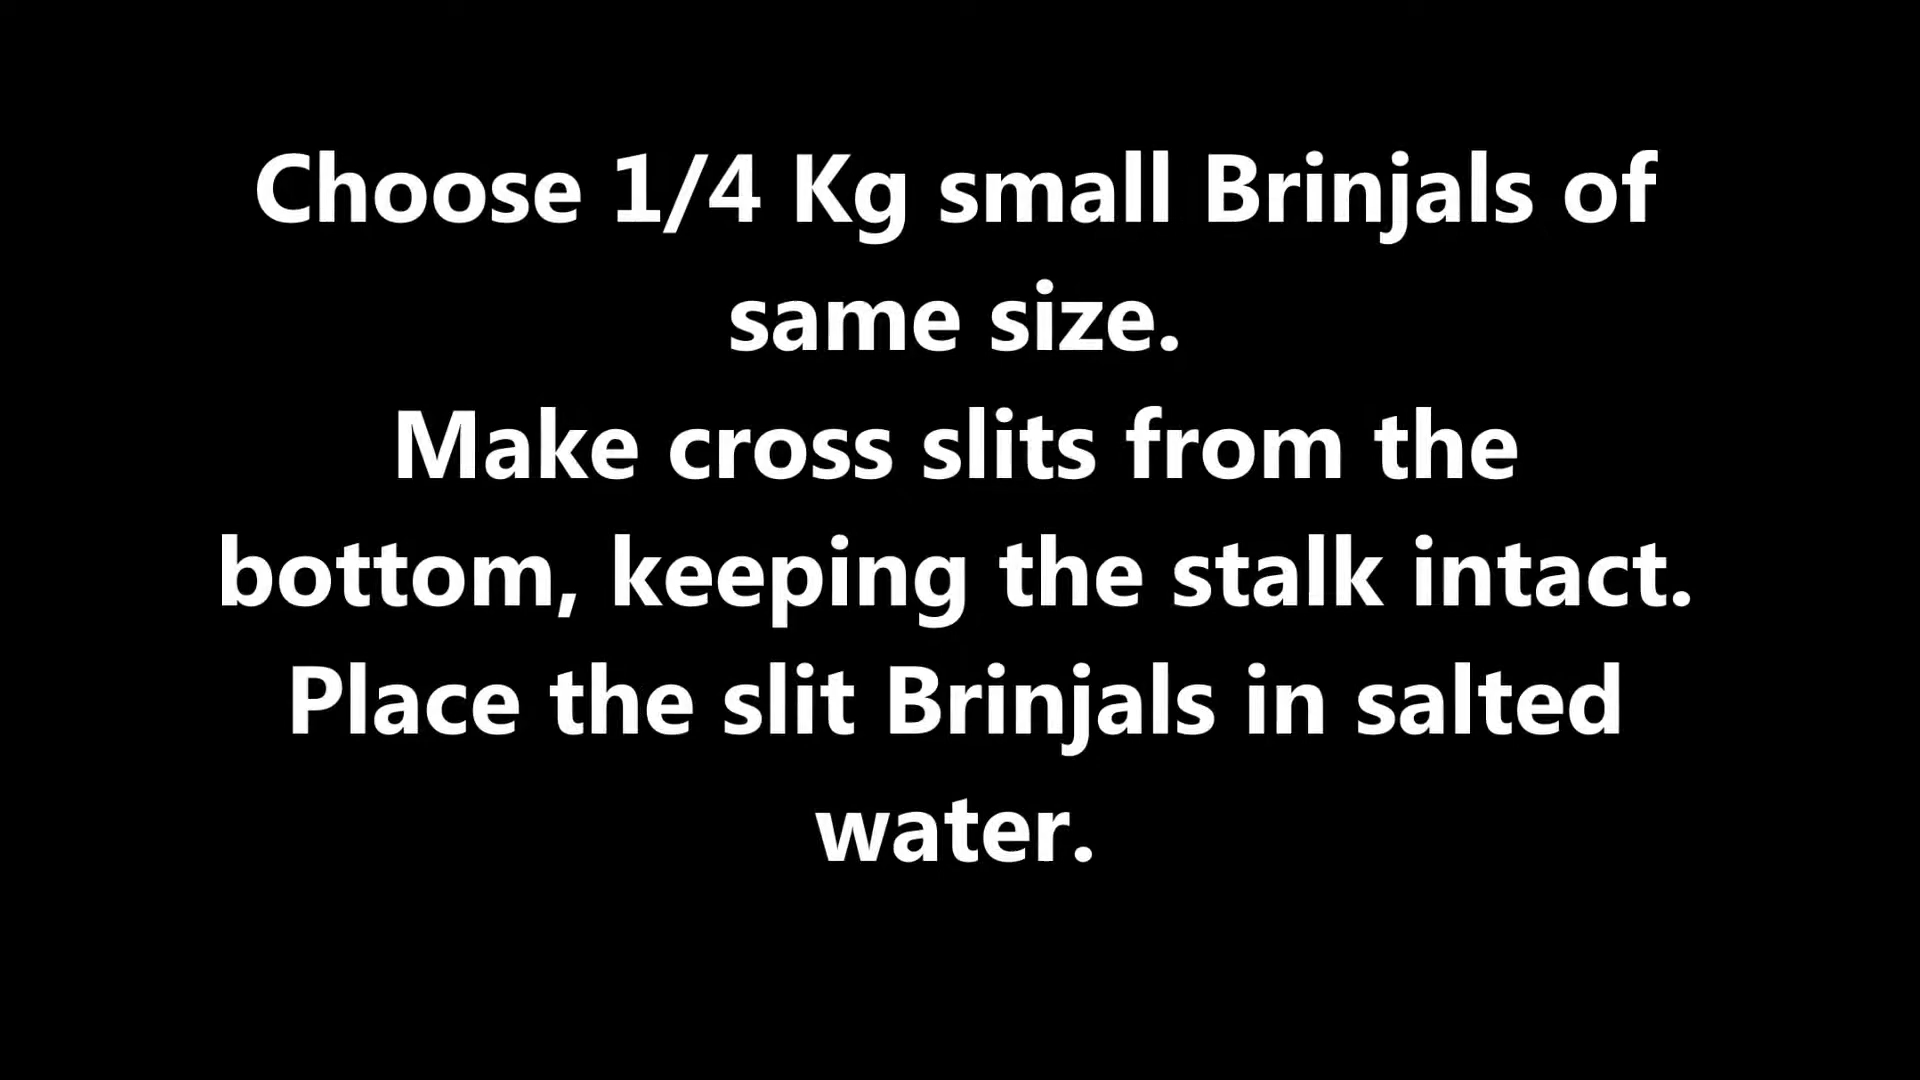 Choose 1/4 Kg small Brinjals of
same size.
Make cross slits from the
bottom, keeping the stalk intact.
Place the slit Brinjals in salted
water.